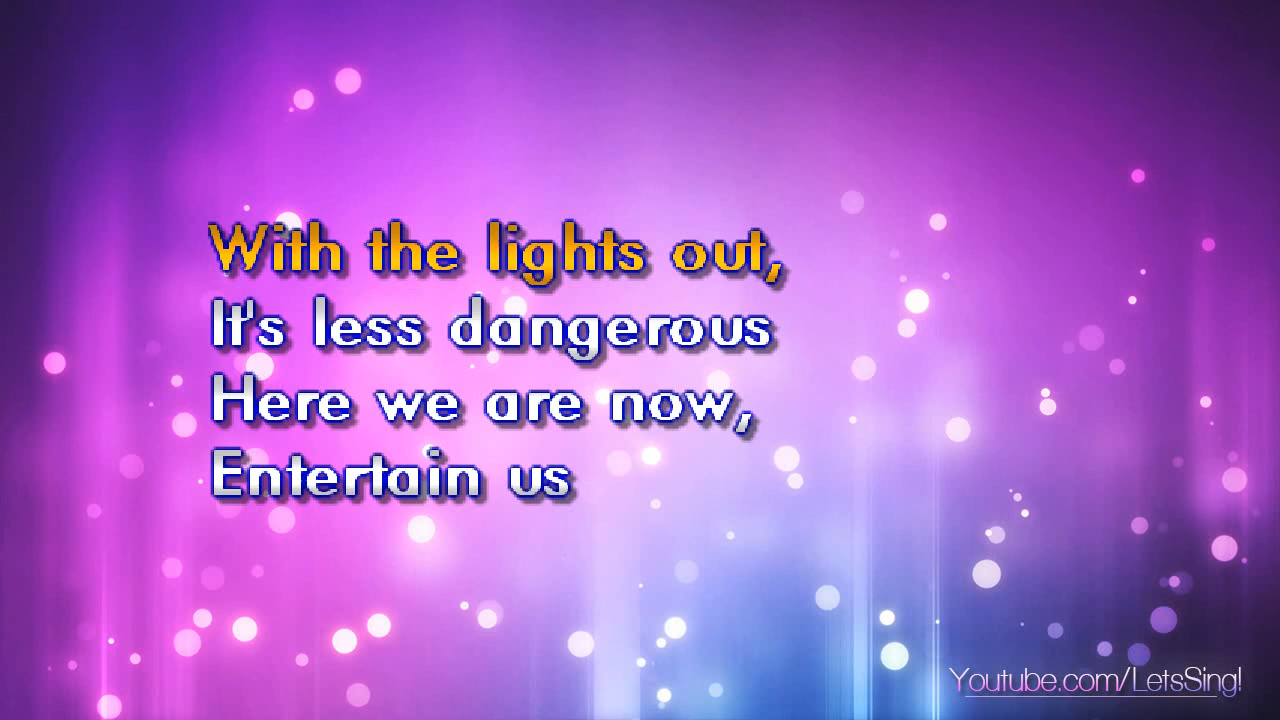 With the lights out,
It's less dangerous
Here we are now,
Entertain us
Youtube.com/LetsSing!